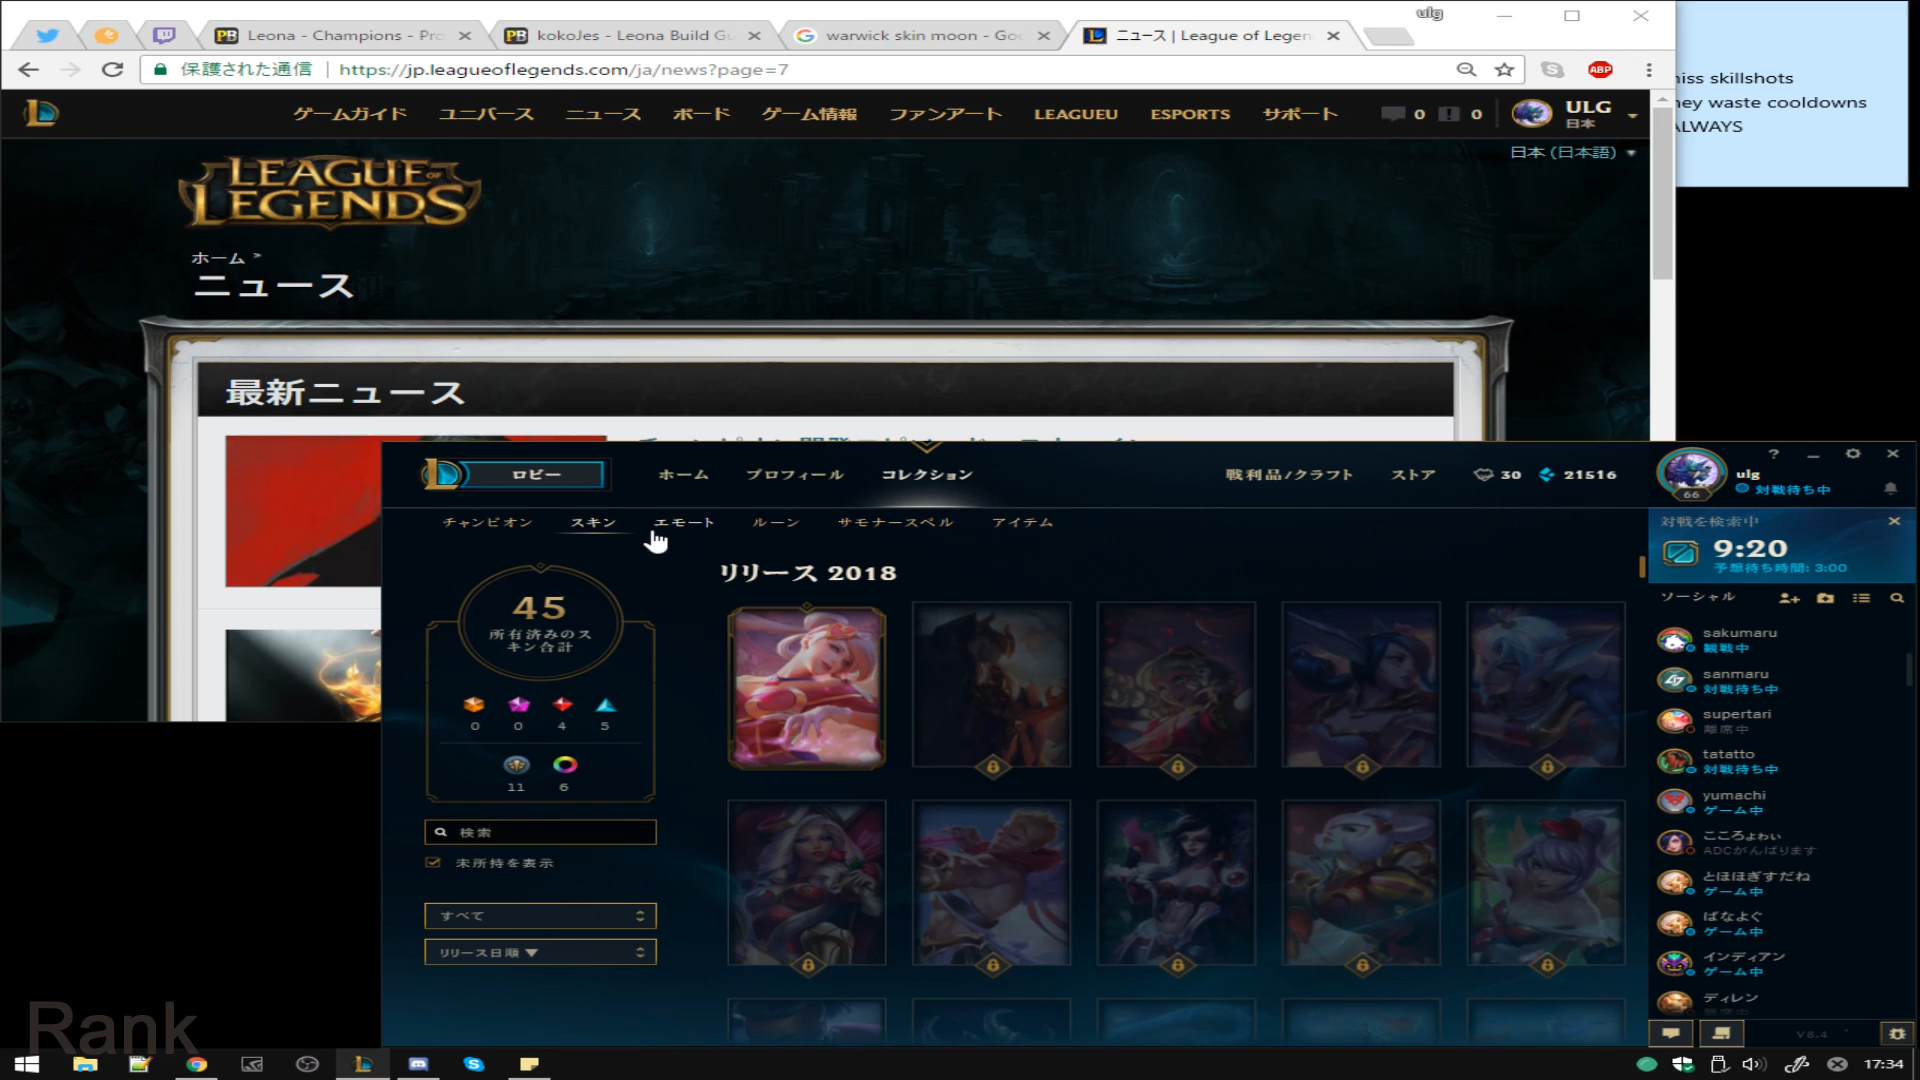 ulg
Leona - Champions - Pro
kokoJes - Leona Build Gu
warwick skin moon - Goo
ニュース | League of Legen
保護された通信
https://jp.leagueoflegends.com/ja/news?page=7
ABP
miss skillshots
they waste cooldowns
ALWAYS
ゲームガイド ユニバース ニュース ボード ゲーム情報 ファンアート LEAGUEU ESPORTS サポート
0 0
ULG
日本
日本 (日本語)
LEAGUE OF
LEGENDS
ホーム >
ニュース
最新ニュース
ロビー ホーム プロフィール コレクション 戦利品/クラフト ストア 30 21516
66
ulg
対戦待ち中
チャンピオン スキン エモート ルーン サモナースペル アイテム
45
所有済みのス
キン合計
0 0 4 5
11 6
検索
未所持を表示
すべて
リリース日順 ▼
リリース 2018
対戦を検索中
9:20
予想待ち時間: 3:00
ソーシャル
sakumaru
観戦中
sanmaru
対戦待ち中
supertari
離席中
tatatto
対戦待ち中
yumachi
ゲーム中
こころょわぃ
ADCがんばります
とほほぎすだね
ゲーム中
ばなよぐ
ゲーム中
インディアン
ゲーム中
ディレン
離席中
V8.4
Rank
17:34